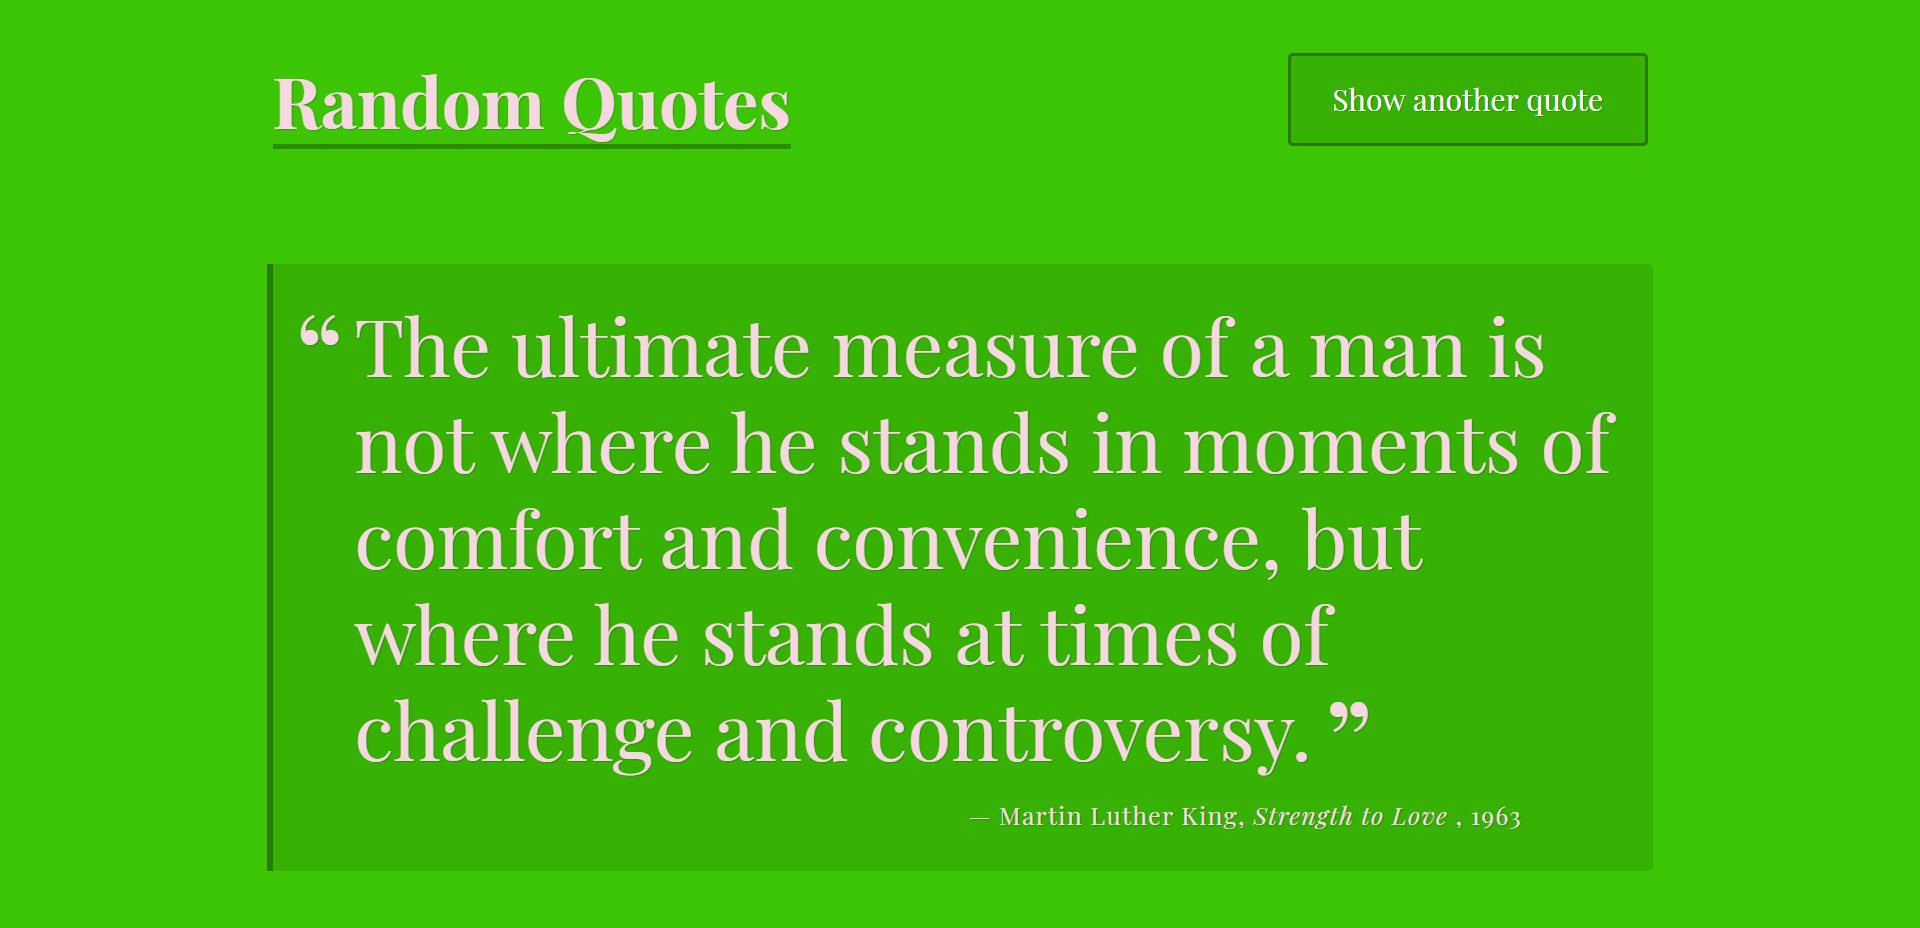 Random Quotes
Show another quote
“ The ultimate measure of a man is
not where he stands in moments of
comfort and convenience, but
where he stands at times of
challenge and controversy. ”
— Martin Luther King, Strength to Love , 1963